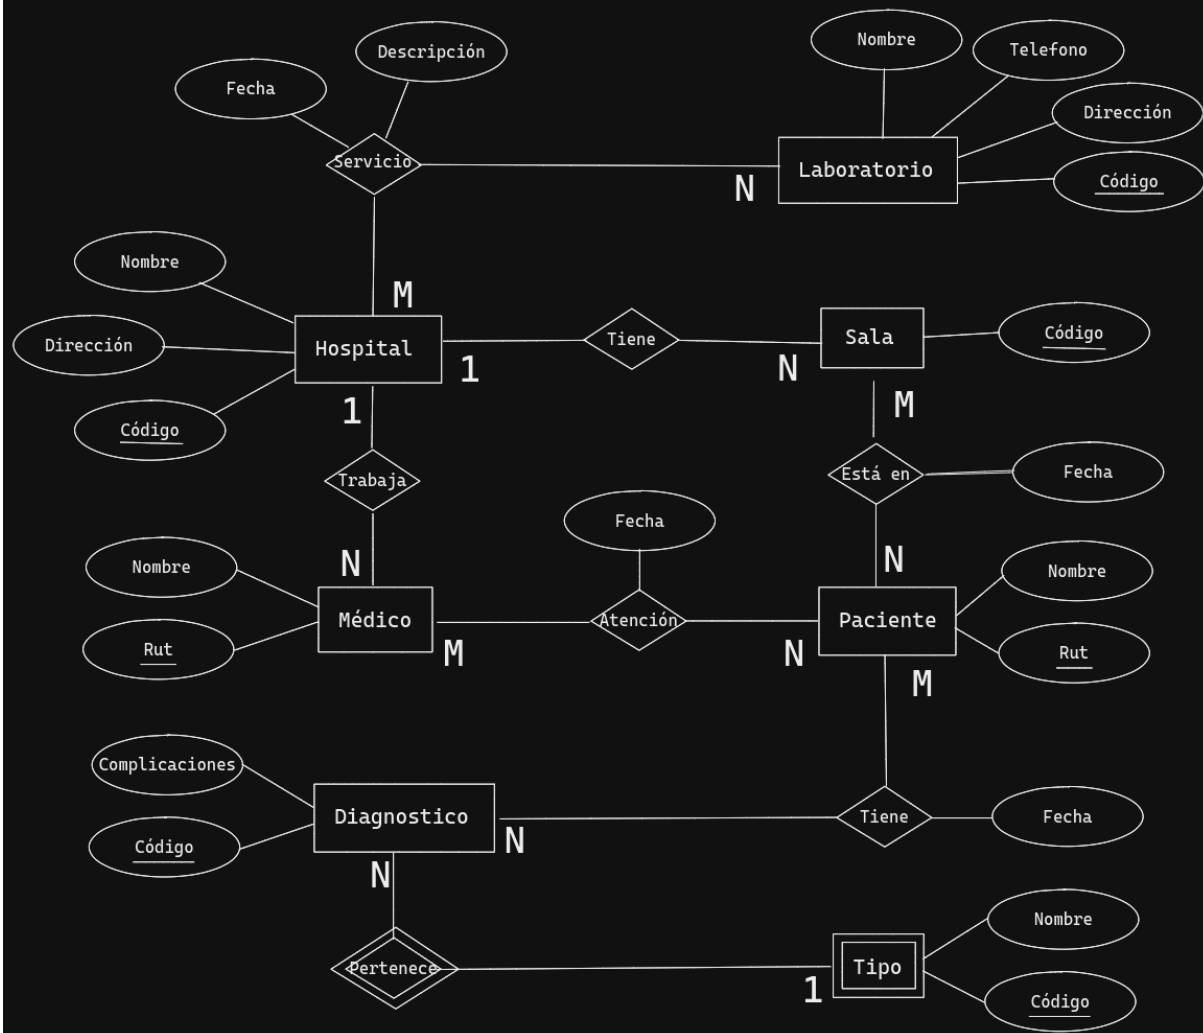 Descripción
Nombre
Telefono
Fecha
Dirección
Servicio
Laboratorio
Código
N
Nombre
M
Dirección
Hospital
Tiene
Sala
Código
1
N
1
M
Código
Trabaja
Está en
Fecha
Fecha
N
N
Nombre
Nombre
Médico
Atención
Paciente
Rut
M
N
Rut
M
Complicaciones
Diagnostico
Tiene
Fecha
Código
N
N
Nombre
Pertenece
Tipo
1
Código